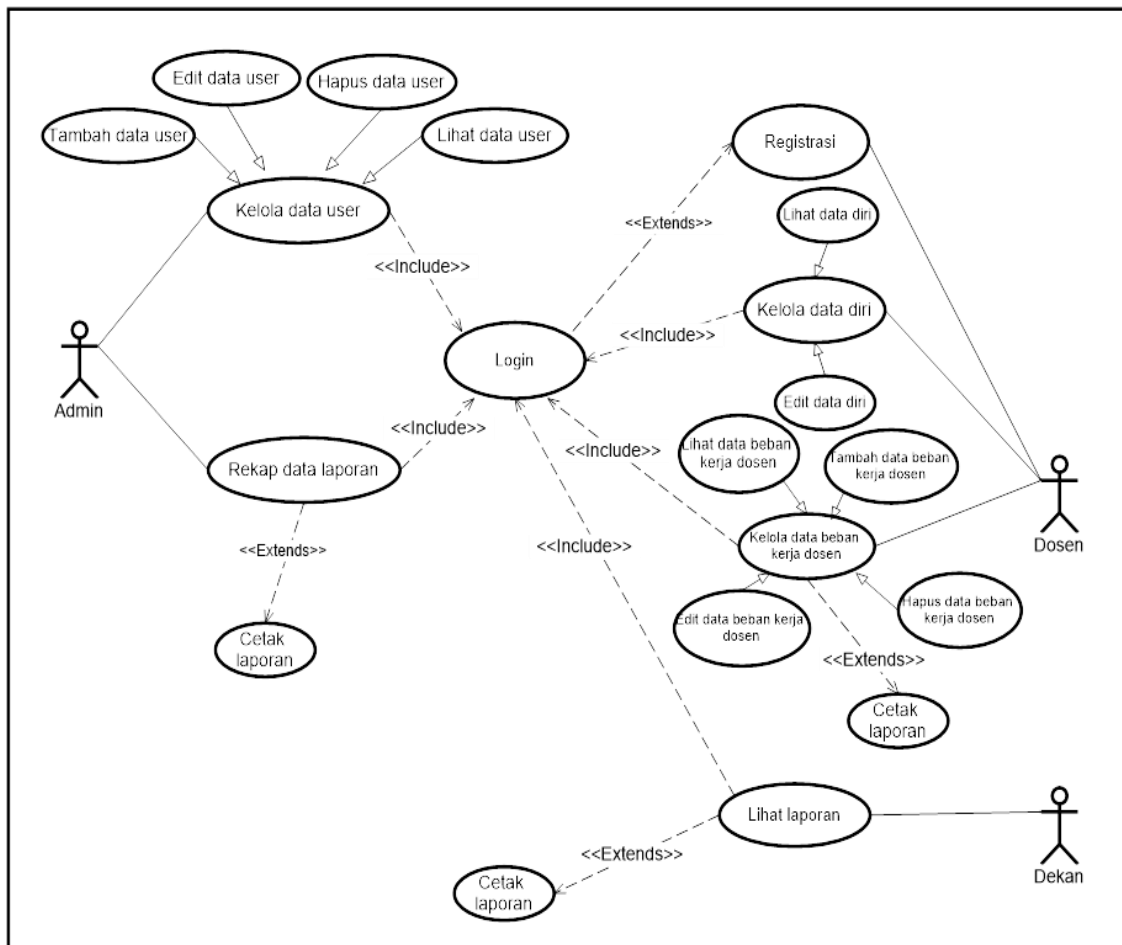 Edit data user
Hapus data user
Tambah data user
Lihat data user
Kelola data user
Registrasi
<<Extends>>
Lihat data diri
<<Include>>
Kelola data diri
<<Include>>
Login
Admin
Edit data diri
<<Include>>
Rekap data laporan
<<Include>>
Lihat data beban
kerja dosen
Tambah data beban
kerja dosen
Dosen
<<Extends>>
<<Include>>
Kelola data beban
kerja dosen
Edit data beban kerja
dosen
Hapus data beban
kerja dosen
Cetak
laporan
<<Extends>>
Cetak
laporan
Lihat laporan
<<Extends>>
Dekan
Cetak
laporan